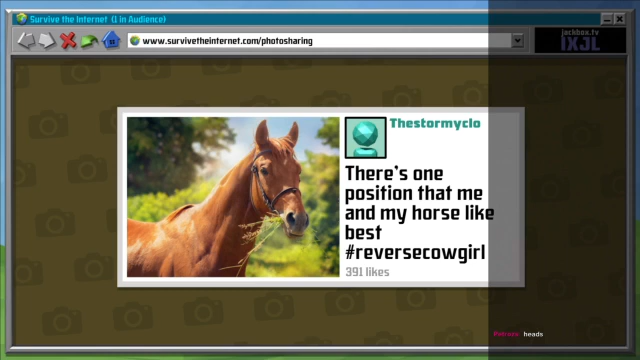 Survive the Internet (1 in Audience)
www.survivetheinternet.com/photosharing
jackbox.tv
IXJL
Thestormyclo
There's one
position that me
and my horse like
best
#reversecowgirl
391 likes
heads